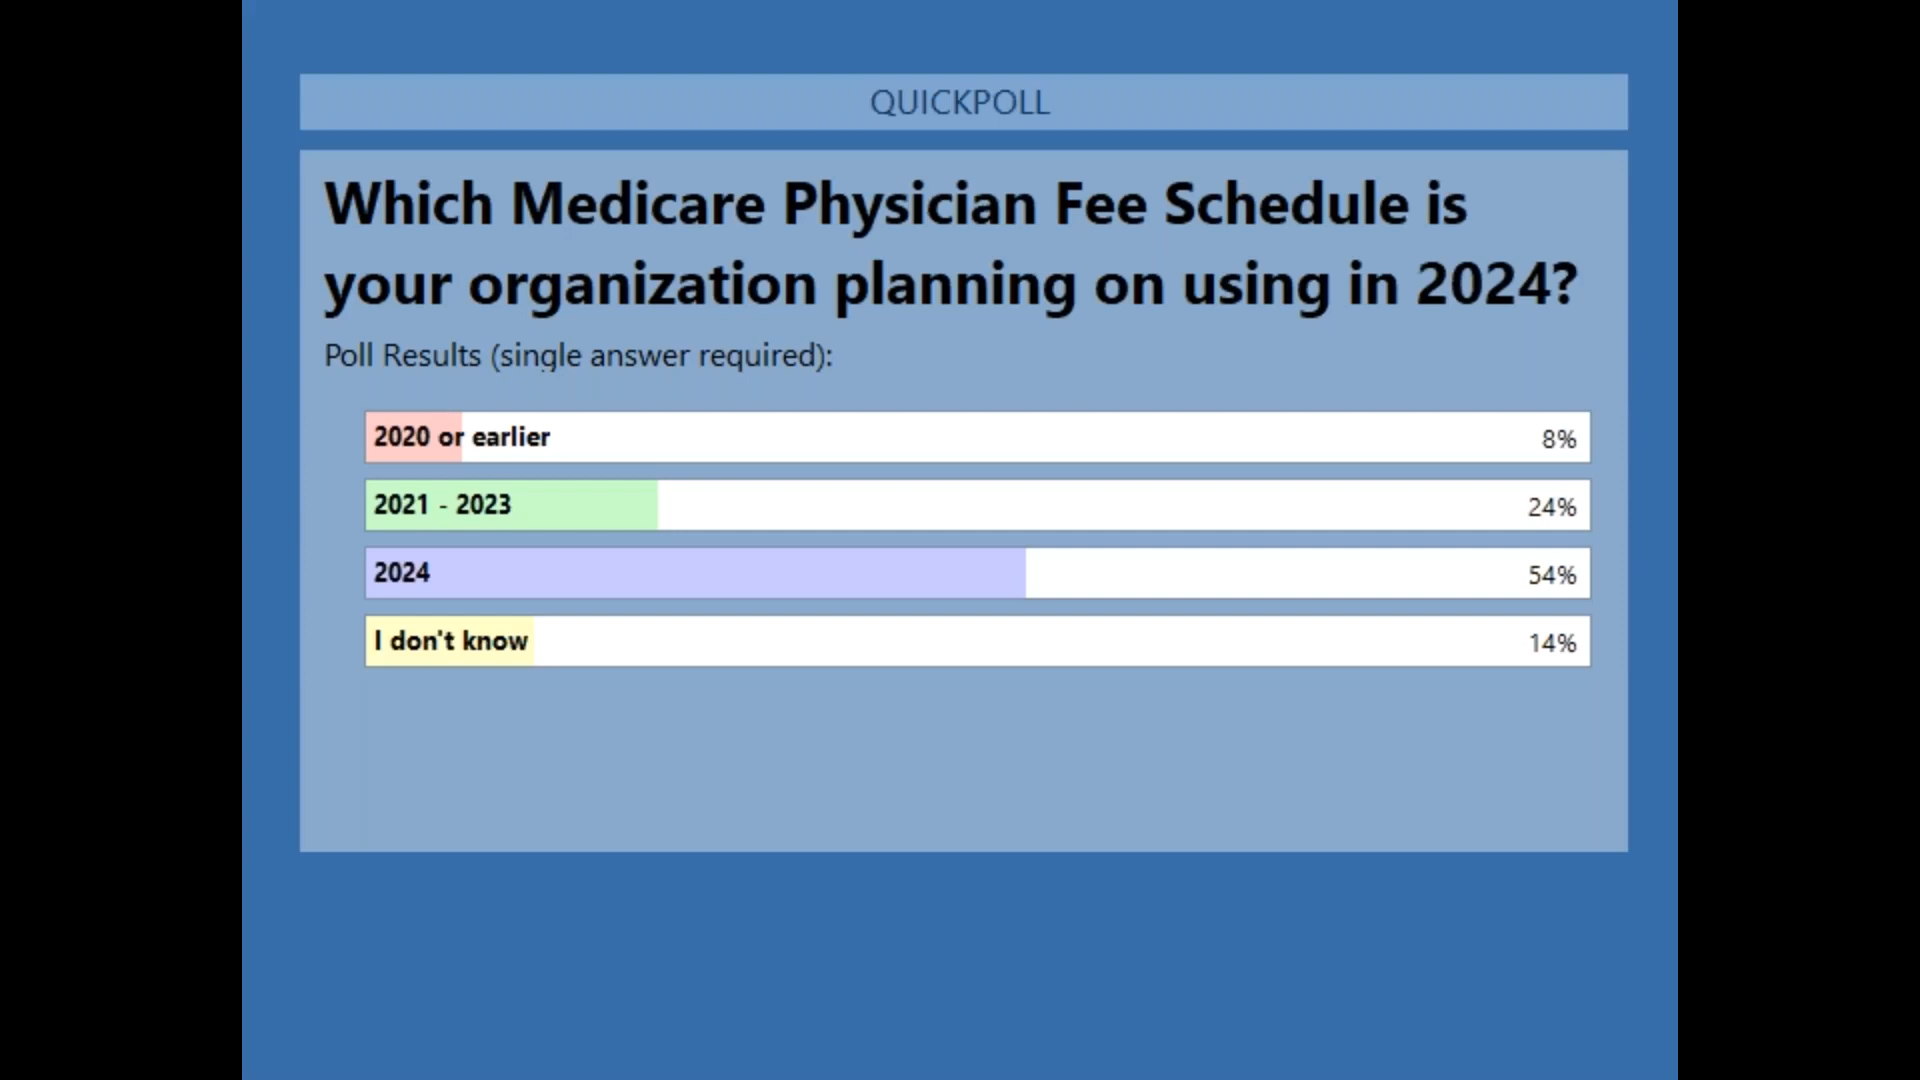 QUICKPOLL
Which Medicare Physician Fee Schedule is
your organization planning on using in 2024?
Poll Results (single answer required):
2020 or earlier 8%
2021 - 2023 24%
2024 54%
I don't know 14%